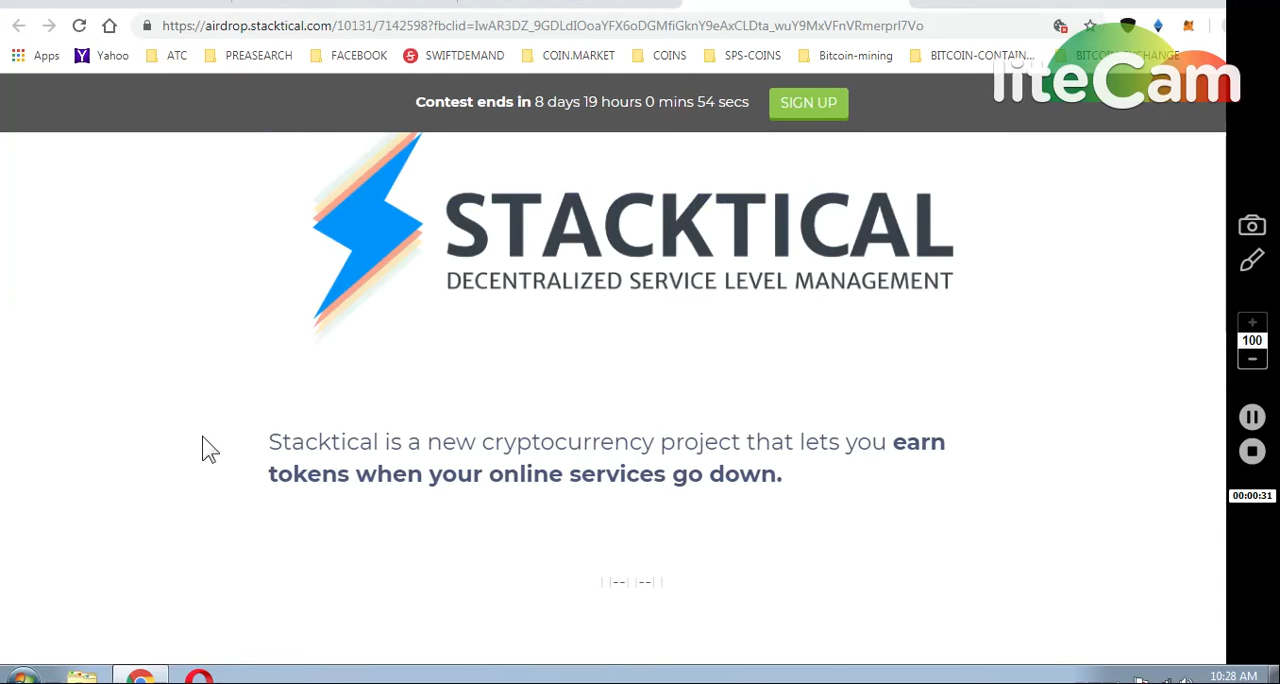 https://airdrop.stacktical.com/10131/7142598?fbclid=IwAR3DZ_9GDLdIOoaYFX6oDGMfiGknY9eAxCLDta_wuY9MxVFnVRmerprI7Vo
Apps Yahoo ATC PREASEARCH FACEBOOK SWIFTDEMAND COIN.MARKET COINS SPS-COINS Bitcoin-mining BITCOIN-CONTAIN... BITCOIN-EXCHANGE
liteCam
Contest ends in 8 days 19 hours 0 mins 54 secs SIGN UP
STACKTICAL
DECENTRALIZED SERVICE LEVEL MANAGEMENT
100
Stacktical is a new cryptocurrency project that lets you earn
tokens when your online services go down.
00:00:31
| |--| |--| |
10:28 AM